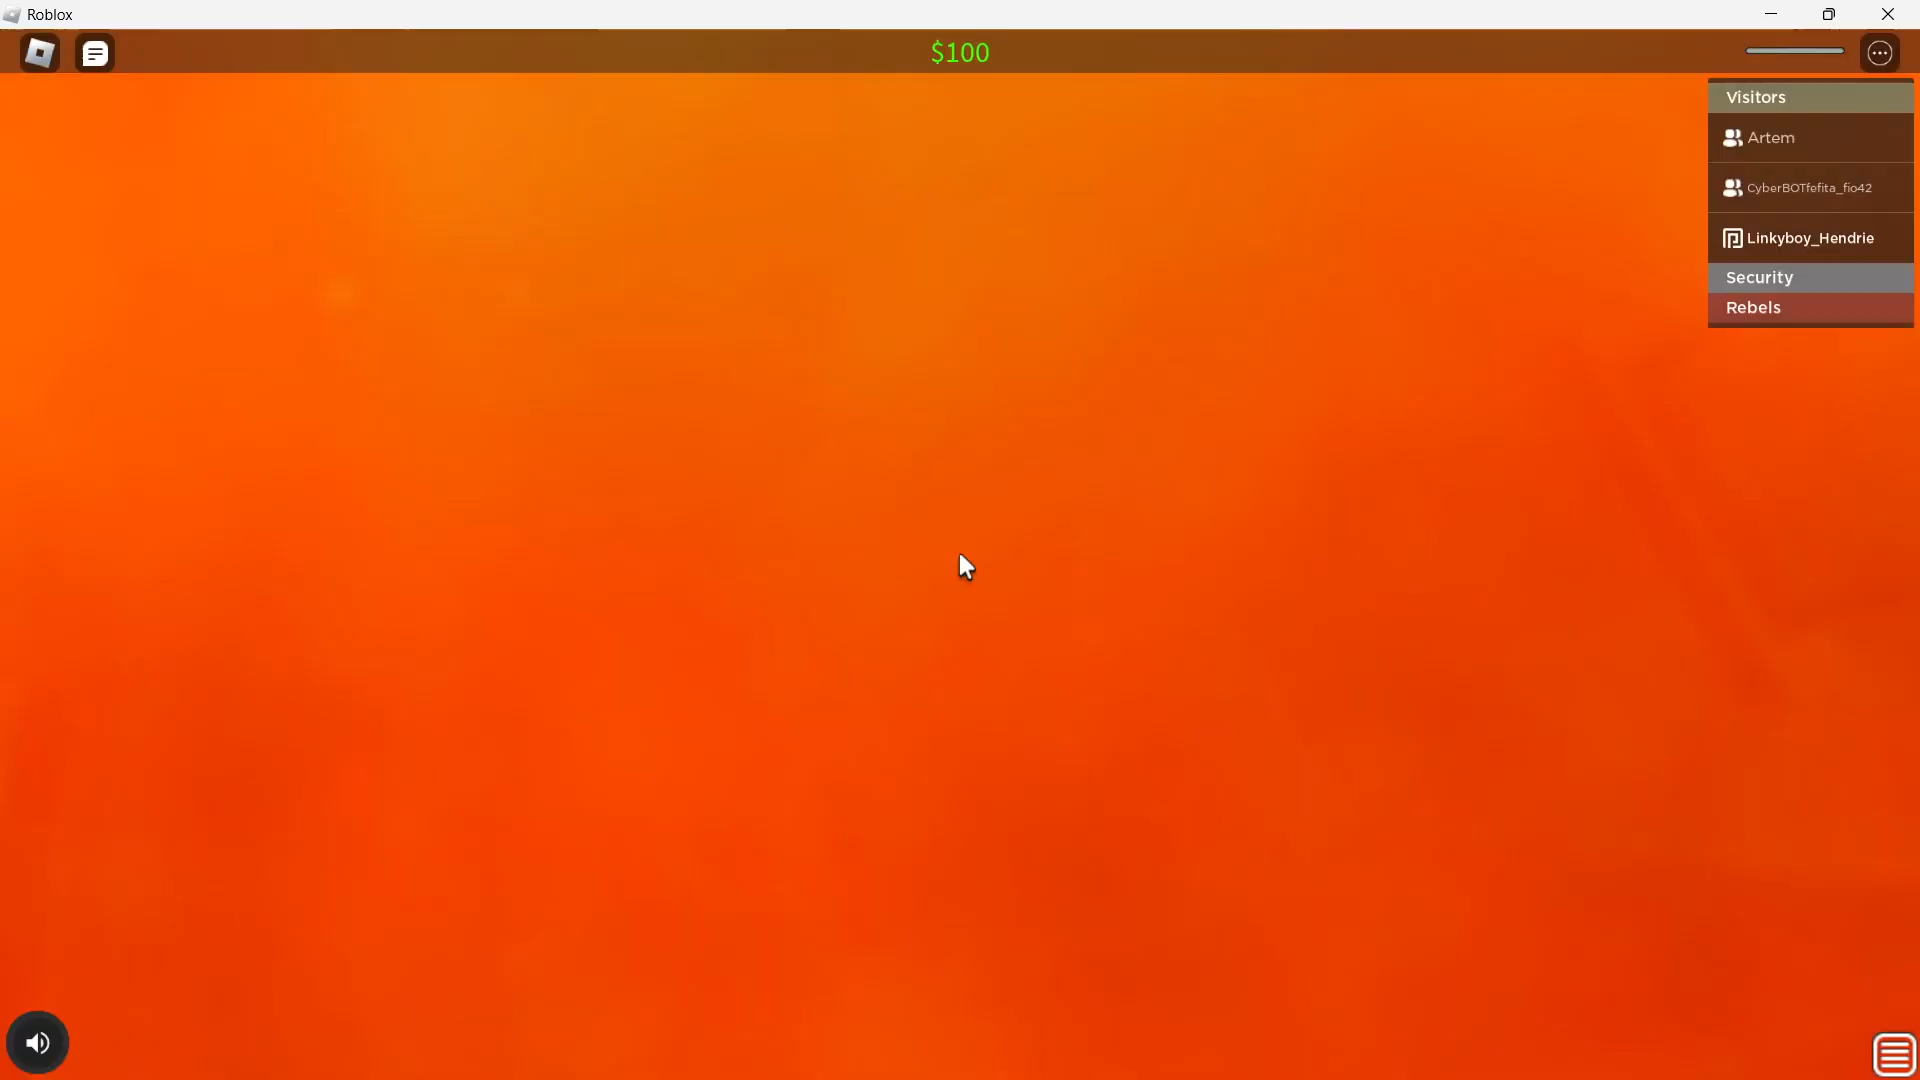 Roblox
$100
Visitors
Artem
CyberBOTfefita_fio42
Linkyboy_Hendrie
Security
Rebels